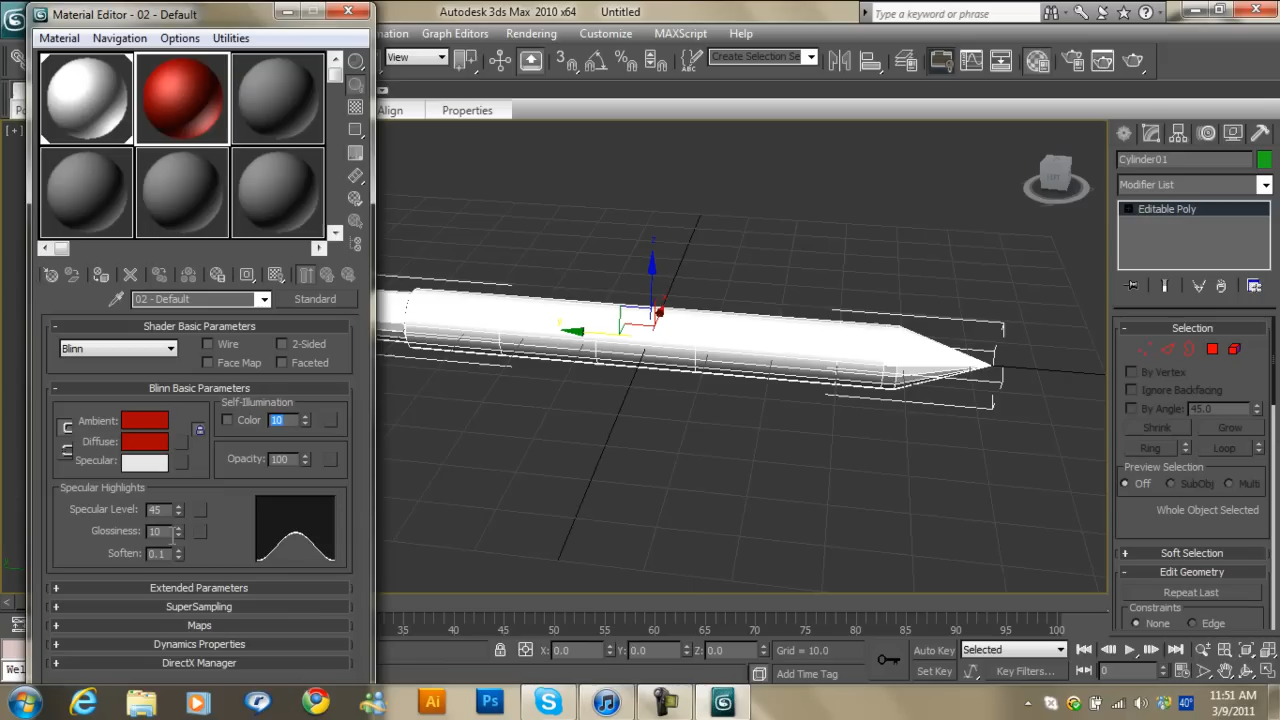 Material Editor - 02 - Default
Autodesk 3ds Max 2010 x64 Untitled
Type a keyword or phrase
Material Navigation Options Utilities
Graph Editors Rendering Customize MAXScript Help
View
Create Selection Se
Align
Properties
Cylinder01
Modifier List
Editable Poly
02 - Default
Standard
Shader Basic Parameters
Blinn
Wire
2-Sided
Face Map
Faceted
Blinn Basic Parameters
Self-Illumination
Ambient:
Color 10
Diffuse:
Specular:
Opacity: 100
Specular Highlights
Specular Level: 45
Glossiness: 10
Soften: 0.1
Extended Parameters
SuperSampling
Maps
Dynamics Properties
DirectX Manager
Selection
By Vertex
Ignore Backfacing
By Angle: 45.0
Shrink
Grow
Ring
Loop
Preview Selection
Off
SubObj
Multi
Whole Object Selected
Soft Selection
Edit Geometry
Repeat Last
Constraints
None
Edge
35 40 45 50 55 60 65 70 75 80 85 90 95 100
X: 0.0
Y: 0.0
Z: 0.0
Grid = 10.0
Auto Key
Selected
Wel
Add Time Tag
Set Key
Key Filters...
0
40°
11:51 AM
3/9/2011